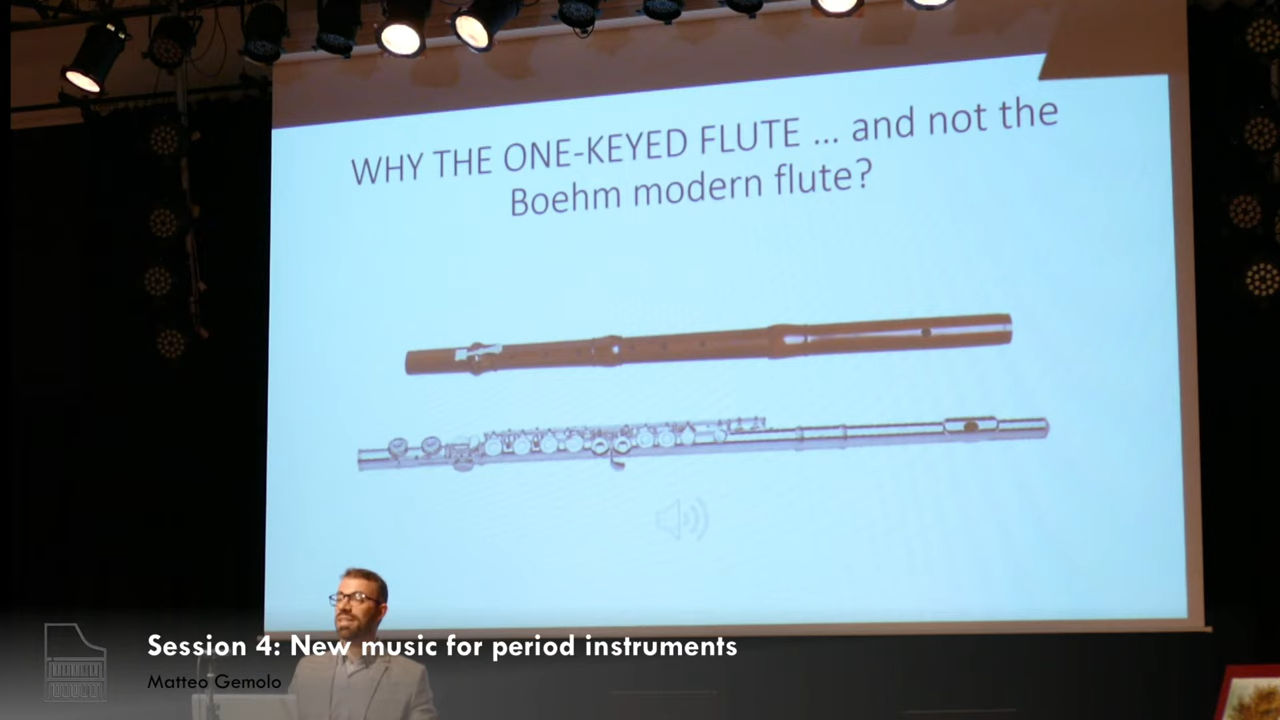 WHY THE ONE-KEYED FLUTE ... and not the
Boehm modern flute?
Session 4: New music for period instruments
Matteo Gemolo